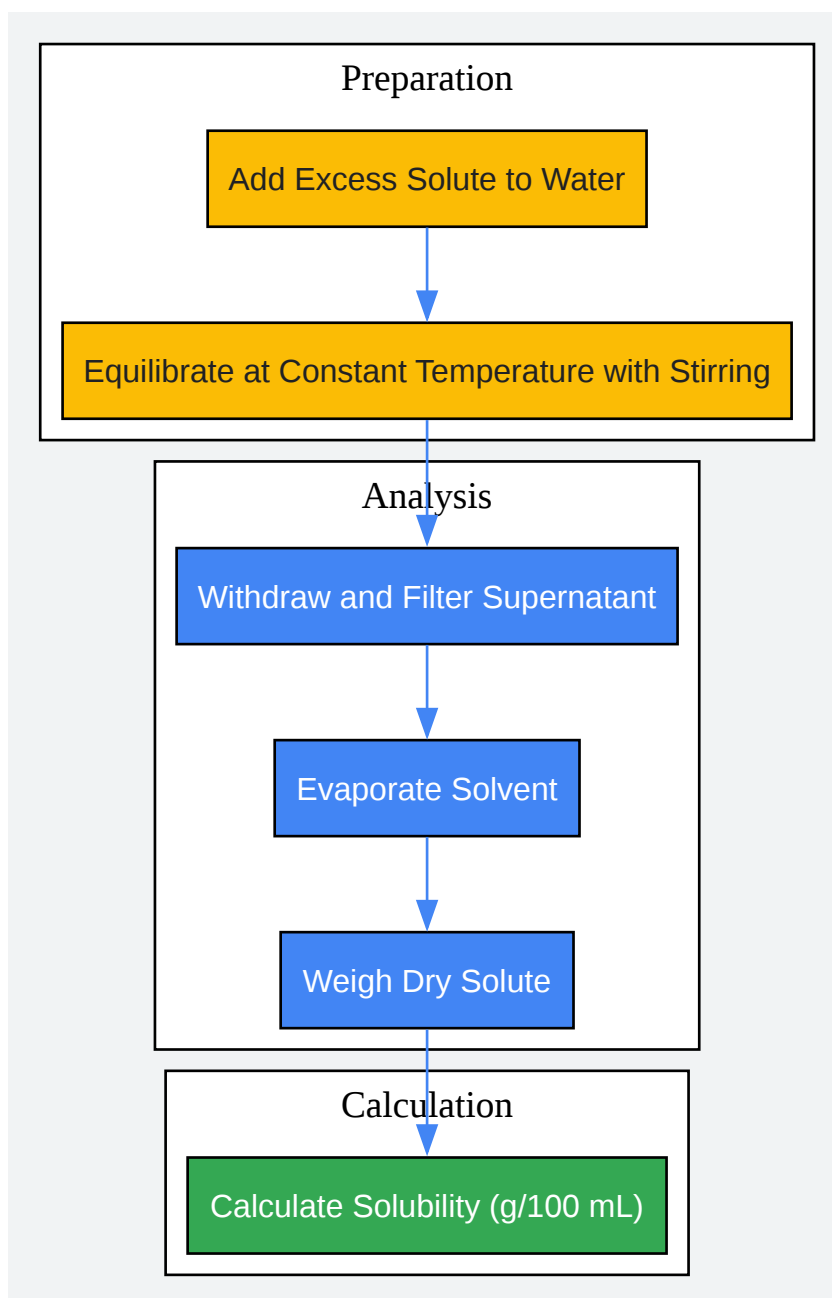 Preparation
Add Excess Solute to Water
Equilibrate at Constant Temperature with Stirring
Analysis
Withdraw and Filter Supernatant
Evaporate Solvent
Weigh Dry Solute
Calculation
Calculate Solubility (g/100 mL)